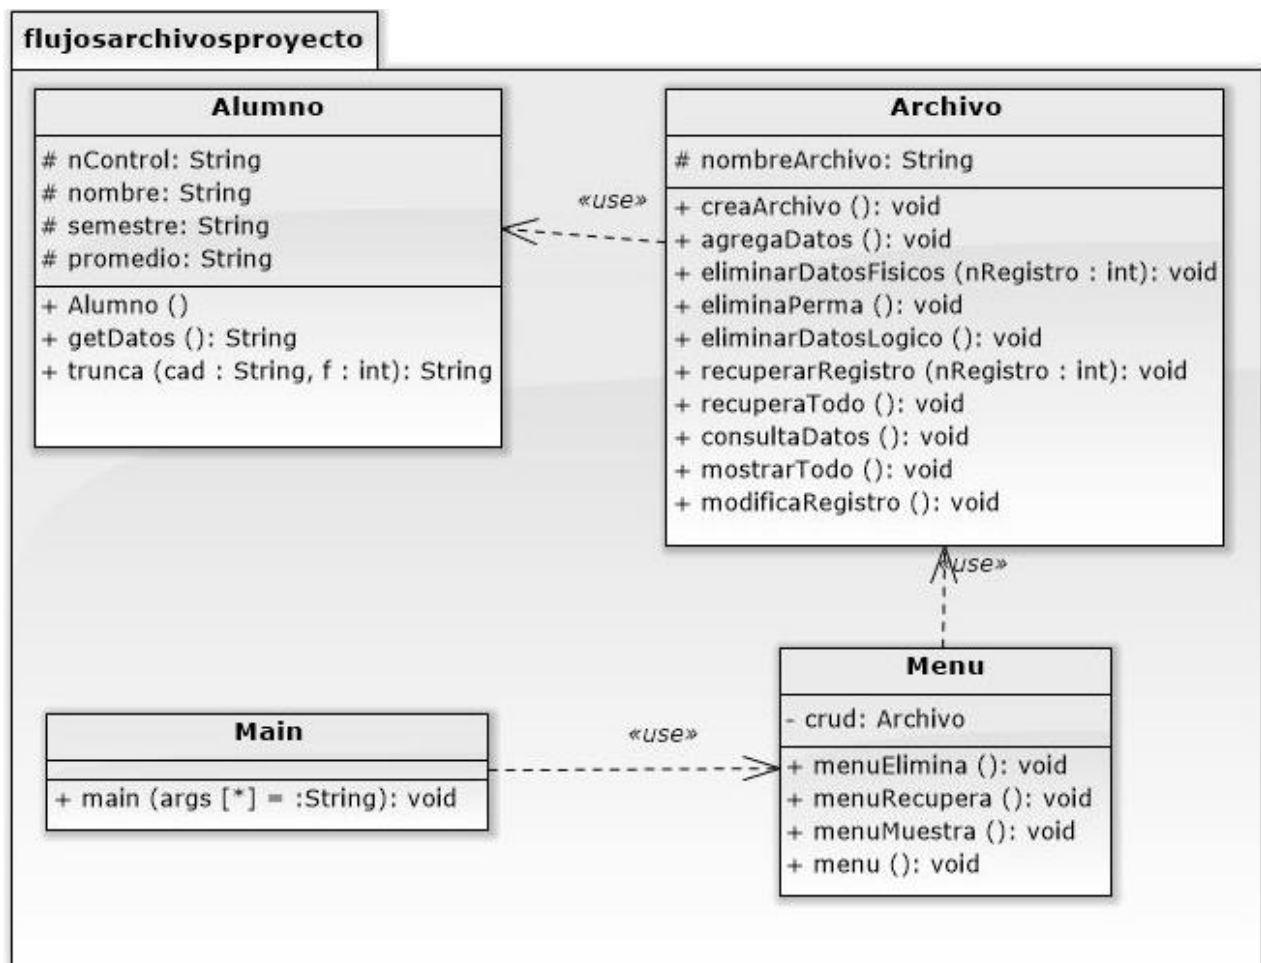 flujosarchivosproyecto
Alumno
# nControl: String
# nombre: String
# semestre: String
# promedio: String
+ Alumno ()
+ getDatos (): String
+ trunca (cad : String, f : int): String
«use»
Archivo
# nombreArchivo: String
+ creaArchivo (): void
+ agregaDatos (): void
+ eliminarDatosFisicos (nRegistro : int): void
+ eliminaPerma (): void
+ eliminarDatosLogico (): void
+ recuperarRegistro (nRegistro : int): void
+ recuperaTodo (): void
+ consultaDatos (): void
+ mostrarTodo (): void
+ modificaRegistro (): void
«use»
Main
+ main (args [*] = :String): void
«use»
Menu
- crud: Archivo
+ menuElimina (): void
+ menuRecupera (): void
+ menuMuestra (): void
+ menu (): void